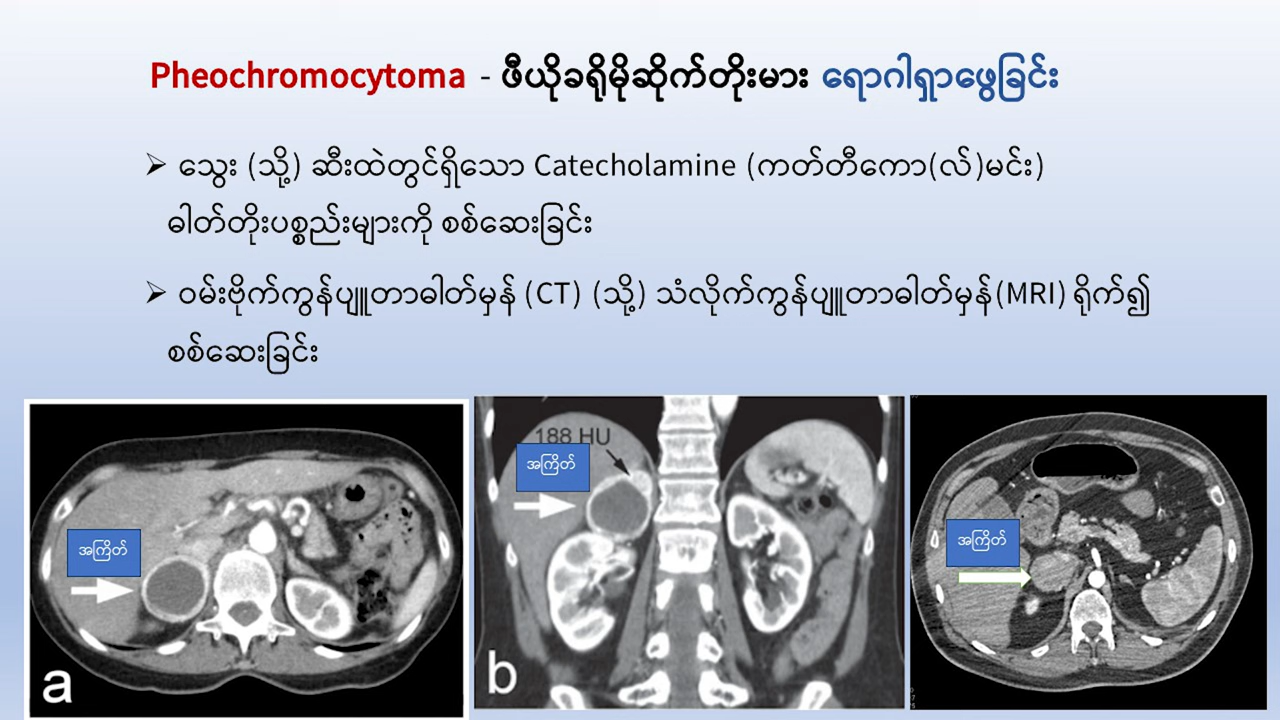 Pheochromocytoma - ဖီယိုခရိုမိုဆိုက်တိုးမား ရောဂါရှာဖွေခြင်း
➢ သွေး (သို့) ဆီးထဲတွင်ရှိသော Catecholamine (ကတ်တီကော(လ်)မင်း)
ဓါတ်တိုးပစ္စည်းများကို စစ်ဆေးခြင်း
➢ ဝမ်းဗိုက်ကွန်ပျူတာဓါတ်မှန် (CT) (သို့) သံလိုက်ကွန်ပျူတာဓါတ်မှန်(MRI) ရိုက်၍
စစ်ဆေးခြင်း
188 HU
အကြိတ်
အကြိတ်
အကြိတ်
a
b